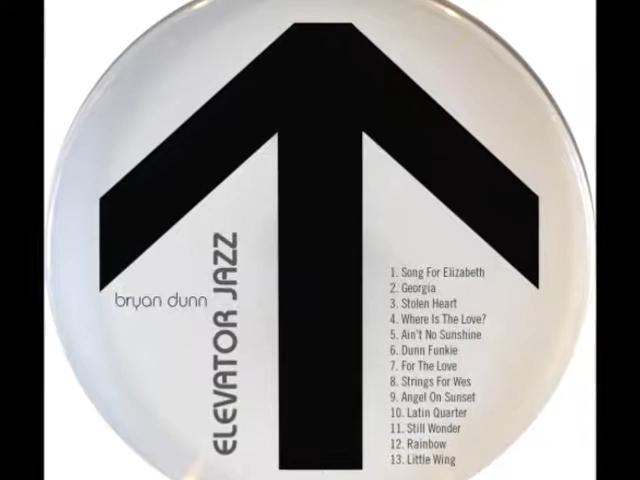 bryan dunn
ELEVATOR JAZZ
1. Song For Elizabeth
2. Georgia
3. Stolen Heart
4. Where Is The Love?
5. Ain't No Sunshine
6. Dunn Funkie
7. For The Love
8. Strings For Wes
9. Angel On Sunset
10. Latin Quarter
11. Still Wonder
12. Rainbow
13. Little Wing